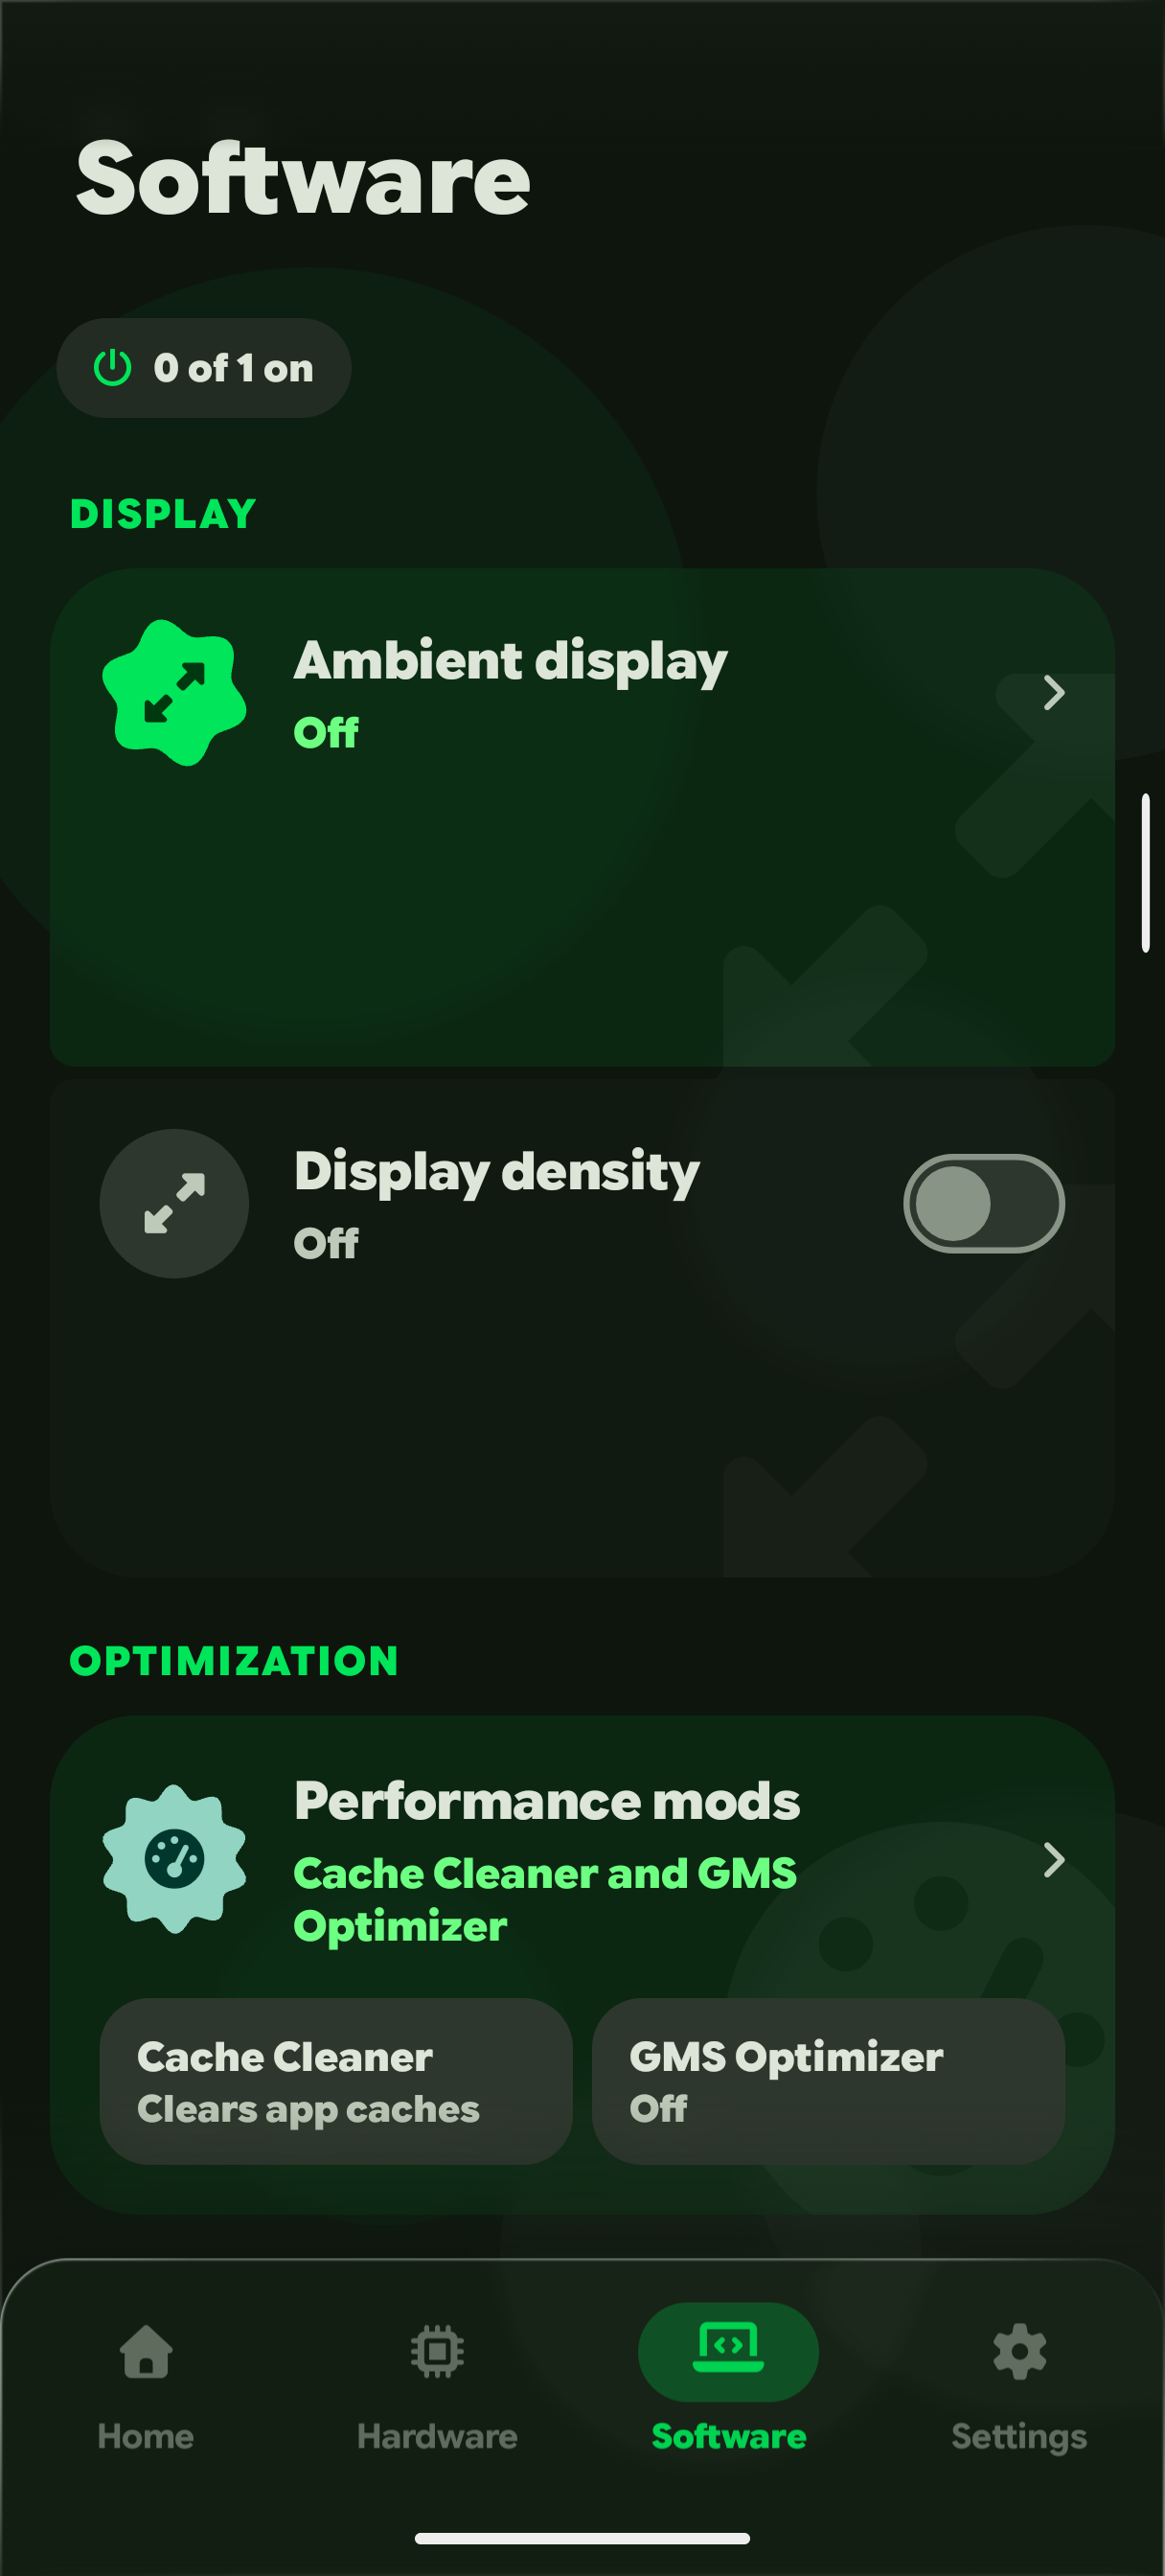 Software
0 of 1 on
DISPLAY
Ambient display
Off
Display density
Off
OPTIMIZATION
Performance mods
Cache Cleaner and GMS
Optimizer
Cache Cleaner
Clears app caches
GMS Optimizer
Off
Home
Hardware
Software
Settings